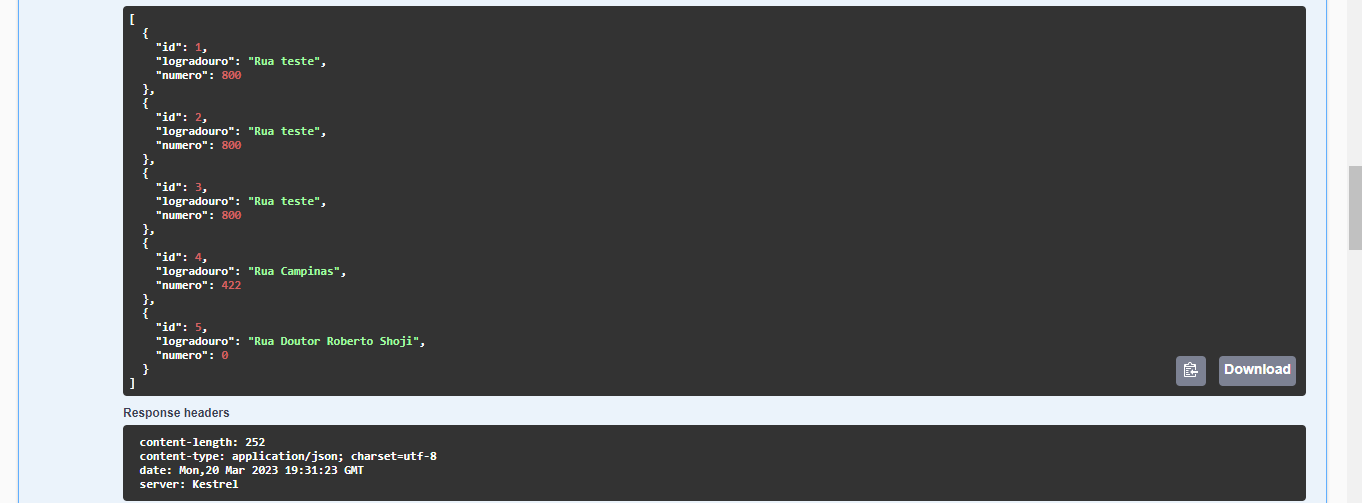 [
  {
    "id": 1,
    "logradouro": "Rua teste",
    "numero": 800
  },
  {
    "id": 2,
    "logradouro": "Rua teste",
    "numero": 800
  },
  {
    "id": 3,
    "logradouro": "Rua teste",
    "numero": 800
  },
  {
    "id": 4,
    "logradouro": "Rua Campinas",
    "numero": 422
  },
  {
    "id": 5,
    "logradouro": "Rua Doutor Roberto Shoji",
    "numero": 0
  }
]
Download
Response headers
content-length: 252
content-type: application/json; charset=utf-8
date: Mon,20 Mar 2023 19:31:23 GMT
server: Kestrel